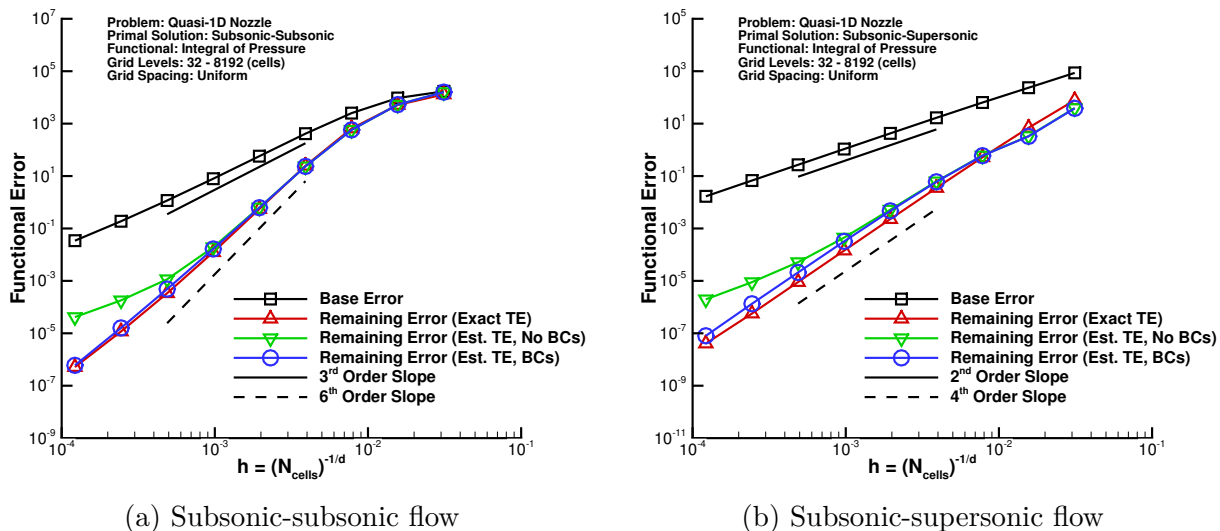 Problem: Quasi-1D Nozzle
Primal Solution: Subsonic-Subsonic
Functional: Integral of Pressure
Grid Levels: 32 - 8192 (cells)
Grid Spacing: Uniform
10^7
10^5
10^3
10^1
10^-1
10^-3
10^-5
10^-7
10^-9
Functional Error
Base Error
Remaining Error (Exact TE)
Remaining Error (Est. TE, No BCs)
Remaining Error (Est. TE, BCs)
3rd Order Slope
6th Order Slope
10^-4 10^-3 10^-2 10^-1
h = (N_cells)^-1/d
(a) Subsonic-subsonic flow
Problem: Quasi-1D Nozzle
Primal Solution: Subsonic-Supersonic
Functional: Integral of Pressure
Grid Levels: 32 - 8192 (cells)
Grid Spacing: Uniform
10^5
10^3
10^1
10^-1
10^-3
10^-5
10^-7
10^-9
10^-11
Functional Error
Base Error
Remaining Error (Exact TE)
Remaining Error (Est. TE, No BCs)
Remaining Error (Est. TE, BCs)
2nd Order Slope
4th Order Slope
10^-4 10^-3 10^-2 10^-1
h = (N_cells)^-1/d
(b) Subsonic-supersonic flow